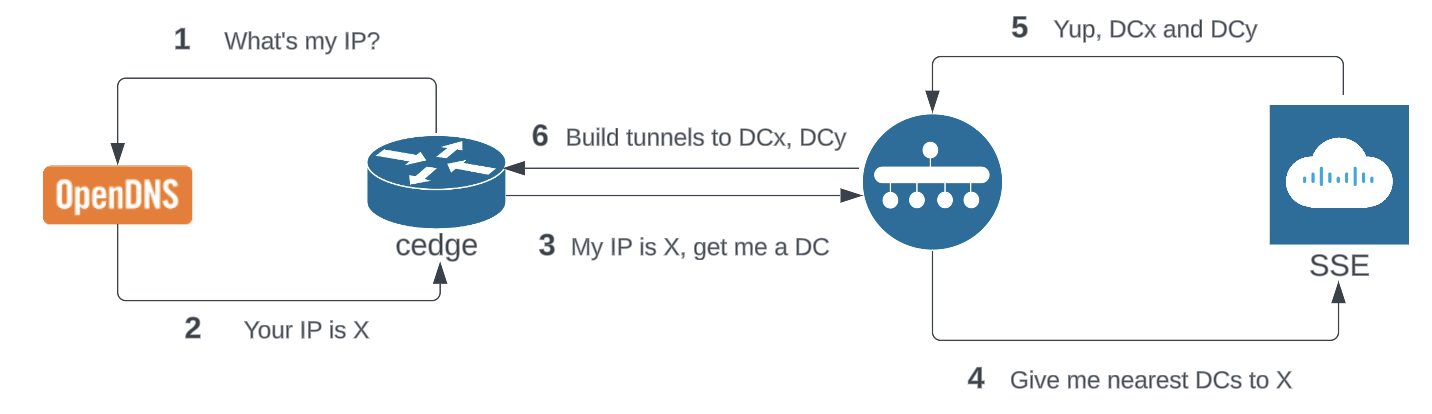 1 What's my IP?
5 Yup, DCx and DCy
6 Build tunnels to DCx, DCy
OpenDNS
cedge
3 My IP is X, get me a DC
SSE
2 Your IP is X
4 Give me nearest DCs to X